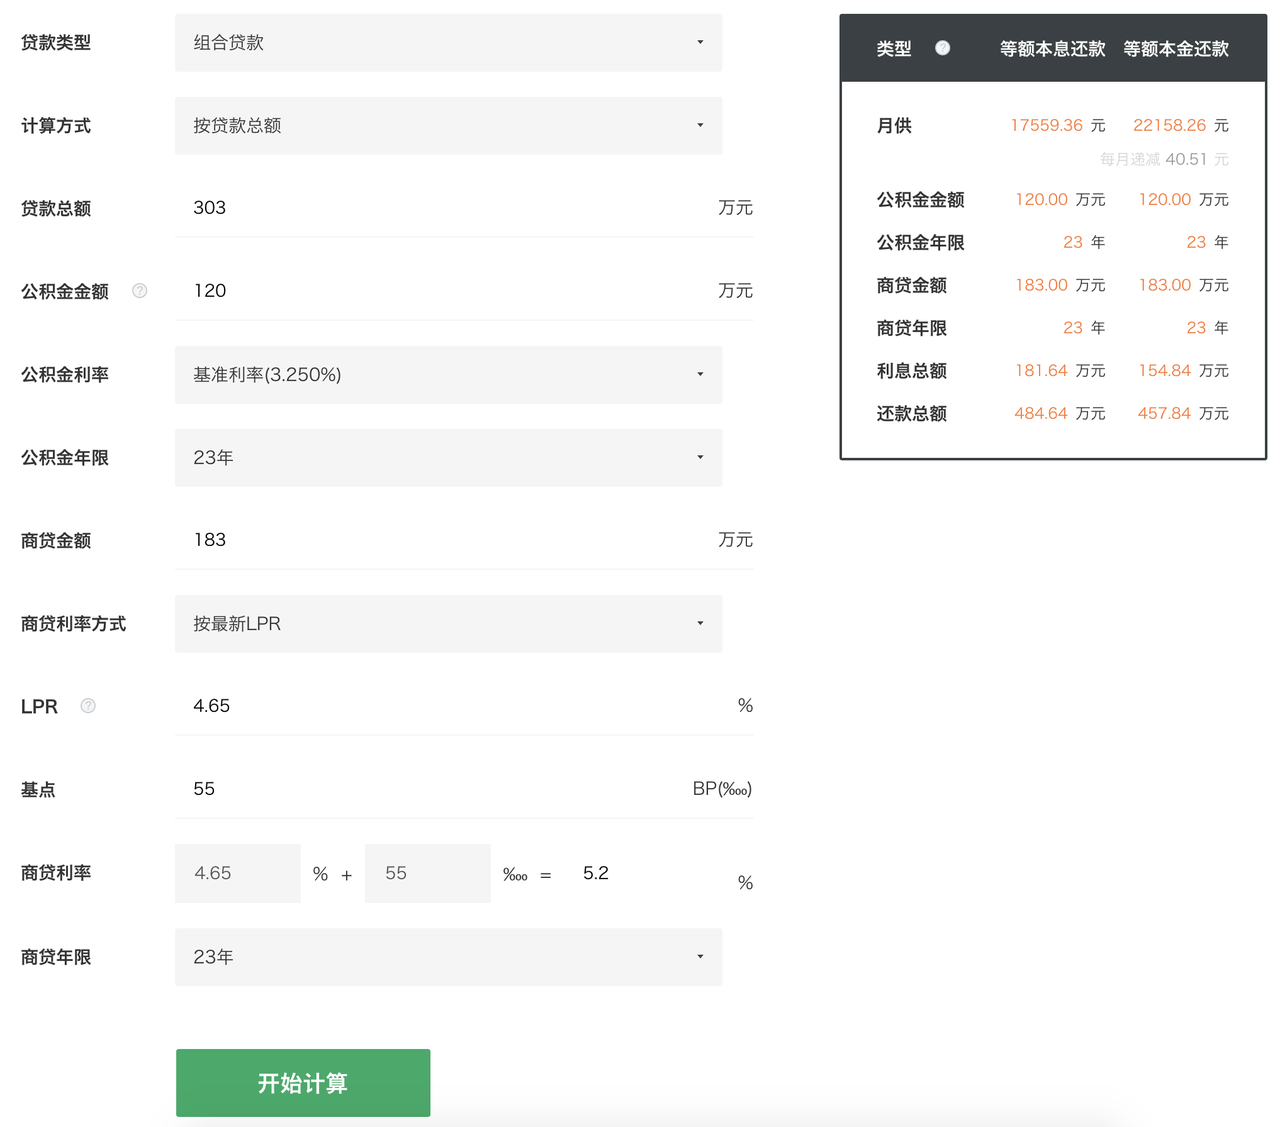 贷款类型 组合贷款
计算方式 按贷款总额
贷款总额 303 万元
公积金金额 ? 120 万元
公积金利率 基准利率(3.250%)
公积金年限 23年
商贷金额 183 万元
商贷利率方式 按最新LPR
LPR ? 4.65 %
基点 55 BP(‱)
商贷利率 4.65 % + 55 ‱ = 5.2 %
商贷年限 23年
开始计算
类型 ? 等额本息还款 等额本金还款
月供 17559.36 元 22158.26 元
每月递减 40.51 元
公积金金额 120.00 万元 120.00 万元
公积金年限 23 年 23 年
商贷金额 183.00 万元 183.00 万元
商贷年限 23 年 23 年
利息总额 181.64 万元 154.84 万元
还款总额 484.64 万元 457.84 万元